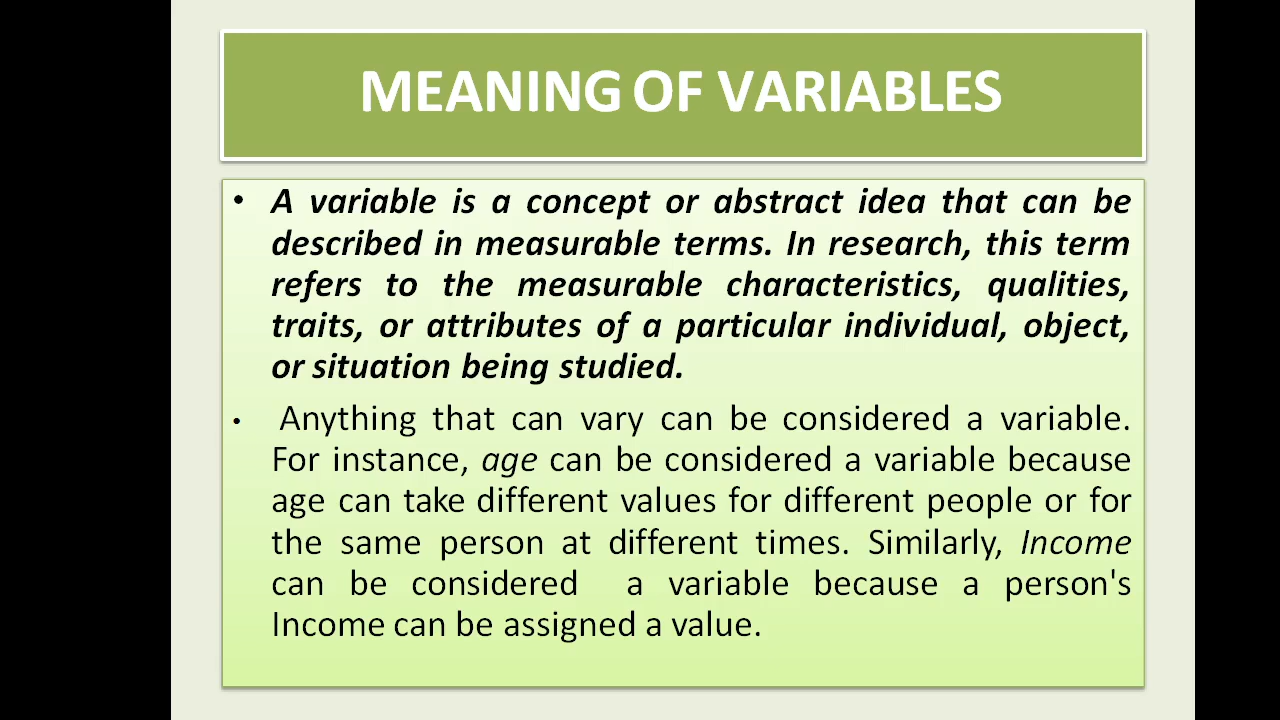 MEANING OF VARIABLES
• A variable is a concept or abstract idea that can be
described in measurable terms. In research, this term
refers to the measurable characteristics, qualities,
traits, or attributes of a particular individual, object,
or situation being studied.
• Anything that can vary can be considered a variable.
For instance, age can be considered a variable because
age can take different values for different people or for
the same person at different times. Similarly, Income
can be considered a variable because a person's
Income can be assigned a value.